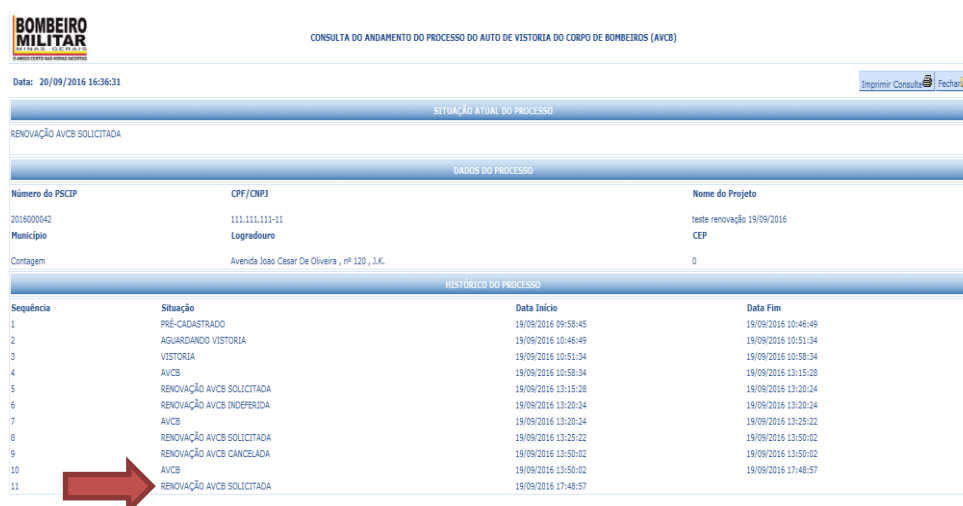 BOMBEIRO
MILITAR
MINAS GERAIS
O AMIGO CERTO NAS HORAS INCERTAS
CONSULTA DO ANDAMENTO DO PROCESSO DO AUTO DE VISTORIA DO CORPO DE BOMBEIROS (AVCB)
Data: 20/09/2016 16:36:31
Imprimir Consulta Fechar
SITUAÇÃO ATUAL DO PROCESSO
RENOVAÇÃO AVCB SOLICITADA
DADOS DO PROCESSO
Número do PSCIP CPF/CNPJ Nome do Projeto
2016000042 111.111.111-11 teste renovação 19/09/2016
Município Logradouro CEP
Contagem Avenida Joao Cesar De Oliveira , nº 120 , J.K. 0
HISTÓRICO DO PROCESSO
Sequência Situação Data Início Data Fim
1 PRÉ-CADASTRADO 19/09/2016 09:58:45 19/09/2016 10:46:49
2 AGUARDANDO VISTORIA 19/09/2016 10:46:49 19/09/2016 10:51:34
3 VISTORIA 19/09/2016 10:51:34 19/09/2016 10:58:34
4 AVCB 19/09/2016 10:58:34 19/09/2016 13:15:28
5 RENOVAÇÃO AVCB SOLICITADA 19/09/2016 13:15:28 19/09/2016 13:20:24
6 RENOVAÇÃO AVCB INDEFERIDA 19/09/2016 13:20:24 19/09/2016 13:20:24
7 AVCB 19/09/2016 13:20:24 19/09/2016 13:25:22
8 RENOVAÇÃO AVCB SOLICITADA 19/09/2016 13:25:22 19/09/2016 13:50:02
9 RENOVAÇÃO AVCB CANCELADA 19/09/2016 13:50:02 19/09/2016 13:50:02
10 AVCB 19/09/2016 13:50:02 19/09/2016 17:48:57
11 RENOVAÇÃO AVCB SOLICITADA 19/09/2016 17:48:57